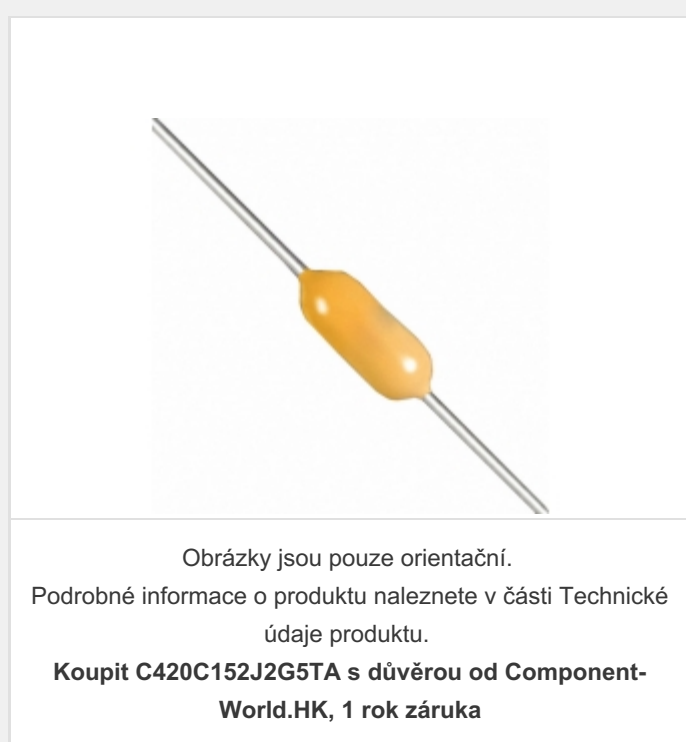 Obrázky jsou pouze orientační.
Podrobné informace o produktu naleznete v části Technické
údaje produktu.
Koupit C420C152J2G5TA s důvěrou od Component-
World.HK, 1 rok záruka